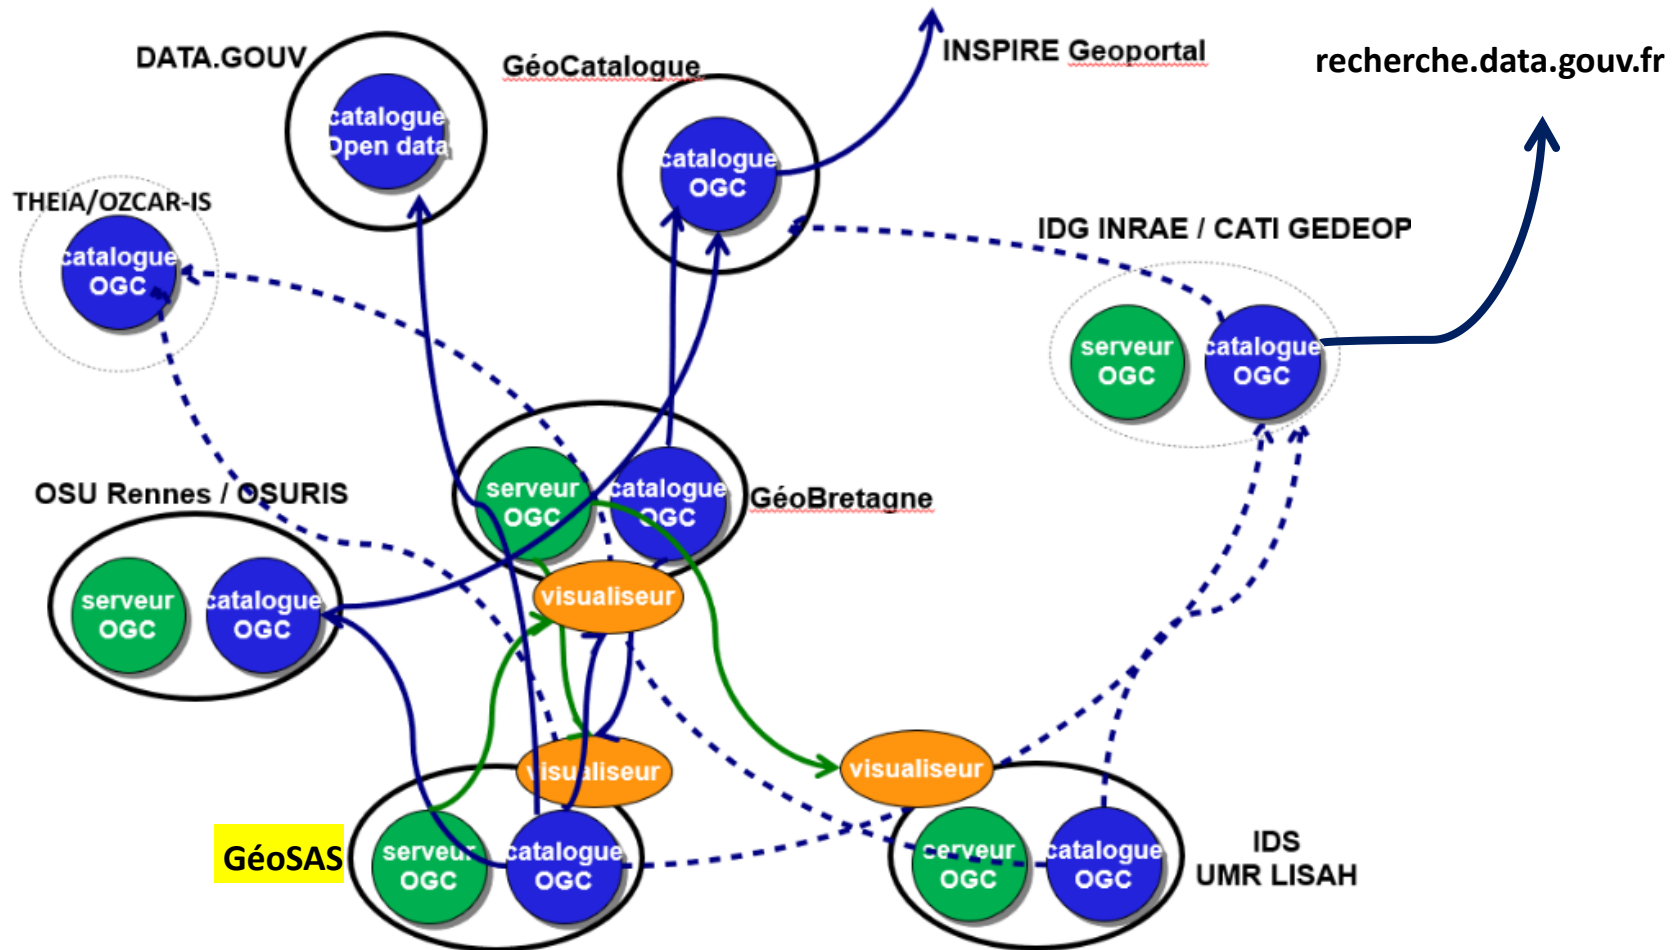 DATA.GOUV
GéoCatalogue
INSPIRE Geoportal
recherche.data.gouv.fr
catalogue
Open data
catalogue
OGC
THEIA/OZCAR-IS
catalogue
OGC
IDG INRAE / CATI GEDEOP
serveur
OGC
catalogue
OGC
OSU Rennes / OSURIS
serveur
OGC
catalogue
OGC
GéoBretagne
serveur
OGC
catalogue
OGC
visualiseur
visualiseur
visualiseur
GéoSAS
serveur
OGC
catalogue
OGC
serveur
OGC
catalogue
OGC
IDS
UMR LISAH